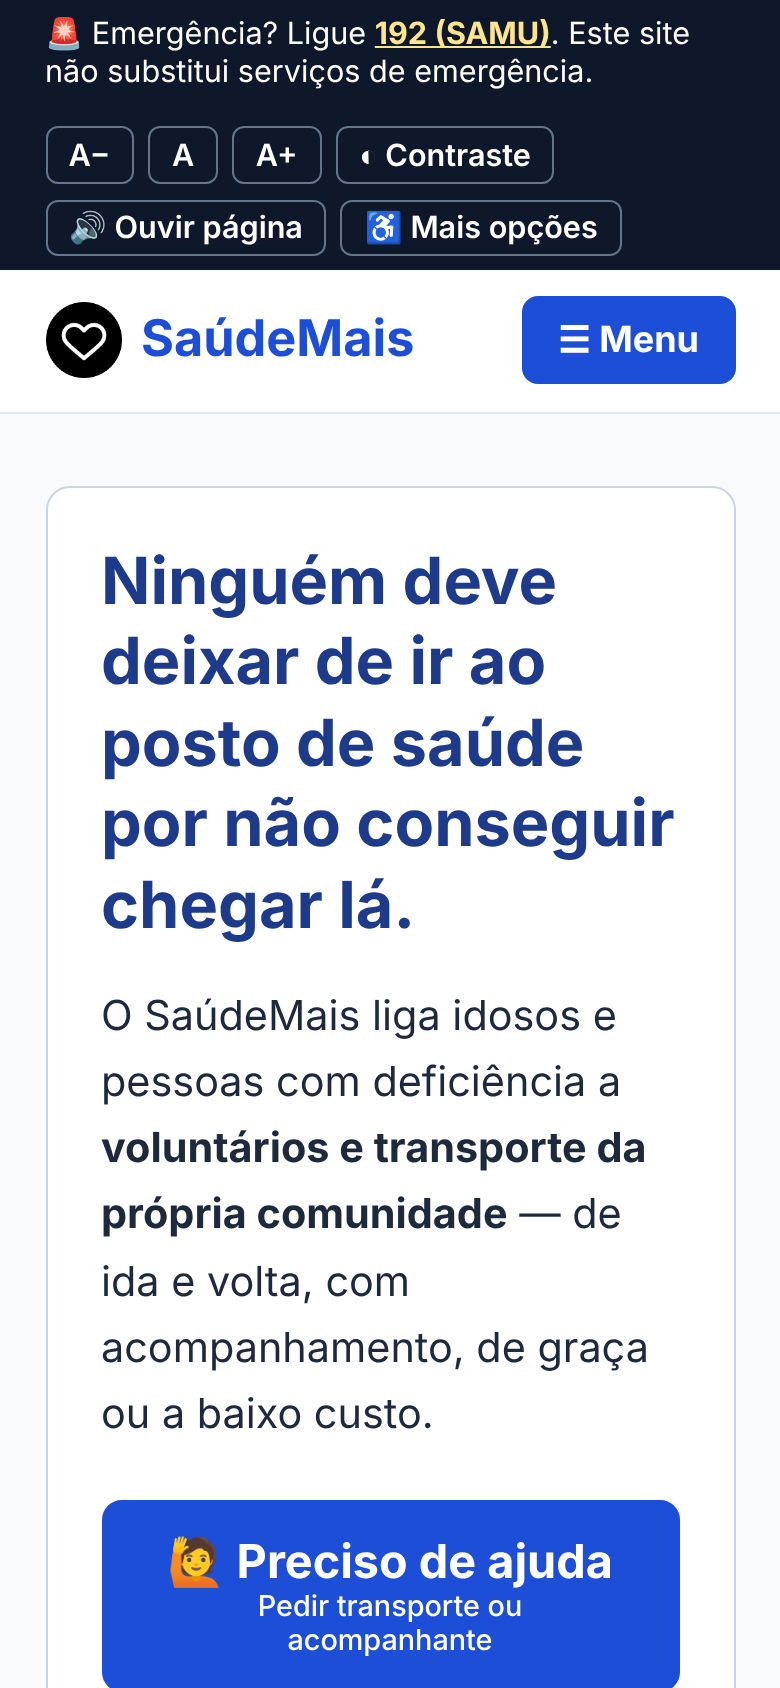 🚨 Emergência? Ligue 192 (SAMU). Este site
não substitui serviços de emergência.
A− A A+ Contraste
🔊 Ouvir página ♿ Mais opções
SaúdeMais ☰ Menu
Ninguém deve
deixar de ir ao
posto de saúde
por não conseguir
chegar lá.
O SaúdeMais liga idosos e
pessoas com deficiência a
voluntários e transporte da
própria comunidade — de
ida e volta, com
acompanhamento, de graça
ou a baixo custo.
🙋 Preciso de ajuda
Pedir transporte ou
acompanhante